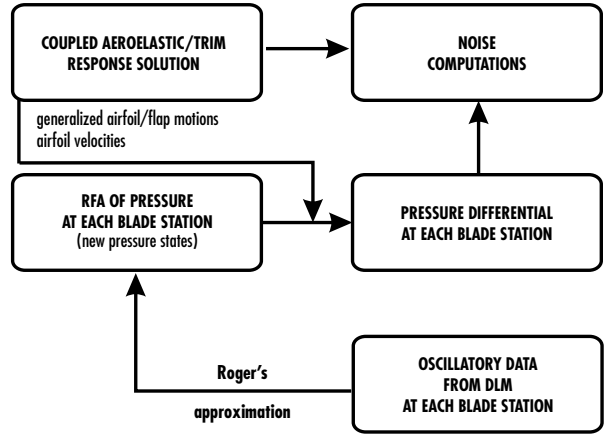 COUPLED AEROELASTIC/TRIM
RESPONSE SOLUTION
NOISE
COMPUTATIONS
generalized airfoil/flap motions
airfoil velocities
RFA OF PRESSURE
AT EACH BLADE STATION
(new pressure states)
PRESSURE DIFFERENTIAL
AT EACH BLADE STATION
Roger's
approximation
OSCILLATORY DATA
FROM DLM
AT EACH BLADE STATION